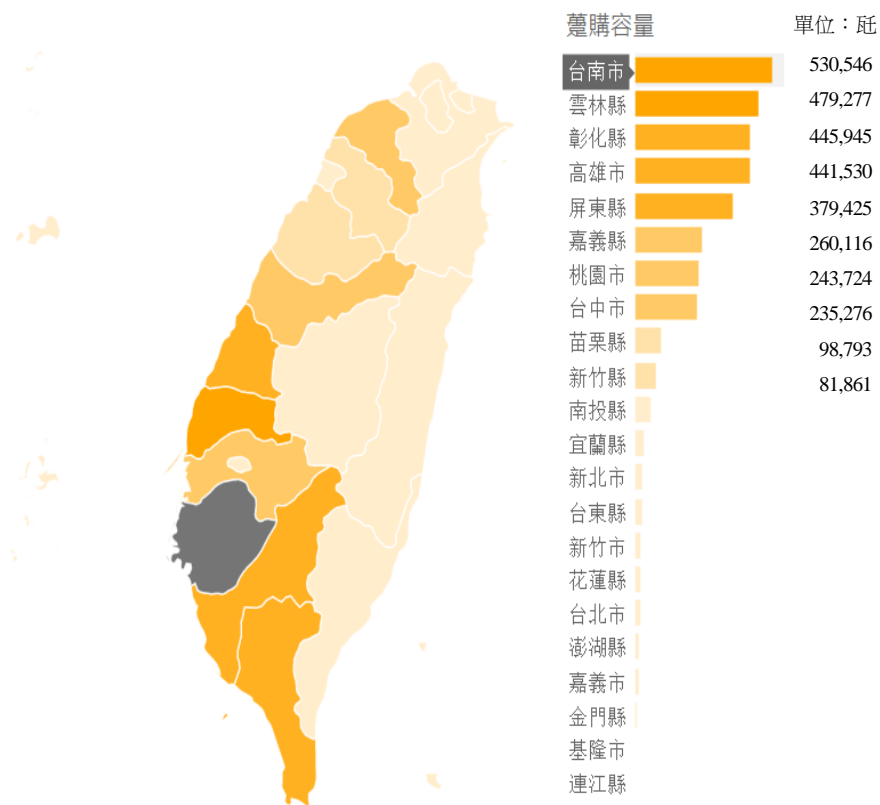 躉購容量 單位：瓩
台南市 530,546
雲林縣 479,277
彰化縣 445,945
高雄市 441,530
屏東縣 379,425
嘉義縣 260,116
桃園市 243,724
台中市 235,276
苗栗縣 98,793
新竹縣 81,861
南投縣
宜蘭縣
新北市
台東縣
新竹市
花蓮縣
台北市
澎湖縣
嘉義市
金門縣
基隆市
連江縣